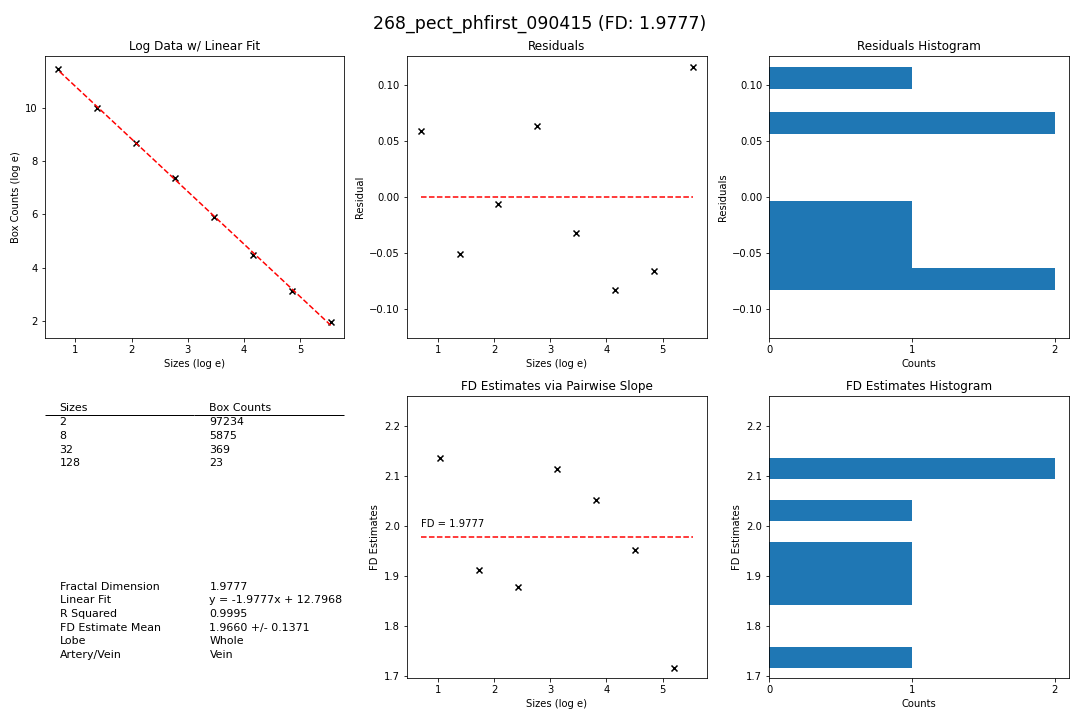 268_pect_phfirst_090415 (FD: 1.9777)
Log Data w/ Linear Fit
Box Counts (log e)
10
8
6
4
2
1 2 3 4 5
Sizes (log e)
Residuals
Residual
0.10
0.05
0.00
−0.05
−0.10
1 2 3 4 5
Sizes (log e)
Residuals Histogram
Residuals
0.10
0.05
0.00
−0.05
−0.10
0 1 2
Counts
Sizes Box Counts
2 97234
8 5875
32 369
128 23
Fractal Dimension 1.9777
Linear Fit y = -1.9777x + 12.7968
R Squared 0.9995
FD Estimate Mean 1.9660 +/- 0.1371
Lobe Whole
Artery/Vein Vein
FD Estimates via Pairwise Slope
FD Estimates
2.2
2.1
2.0
1.9
1.8
1.7
FD = 1.9777
1 2 3 4 5
Sizes (log e)
FD Estimates Histogram
FD Estimates
2.2
2.1
2.0
1.9
1.8
1.7
0 1 2
Counts